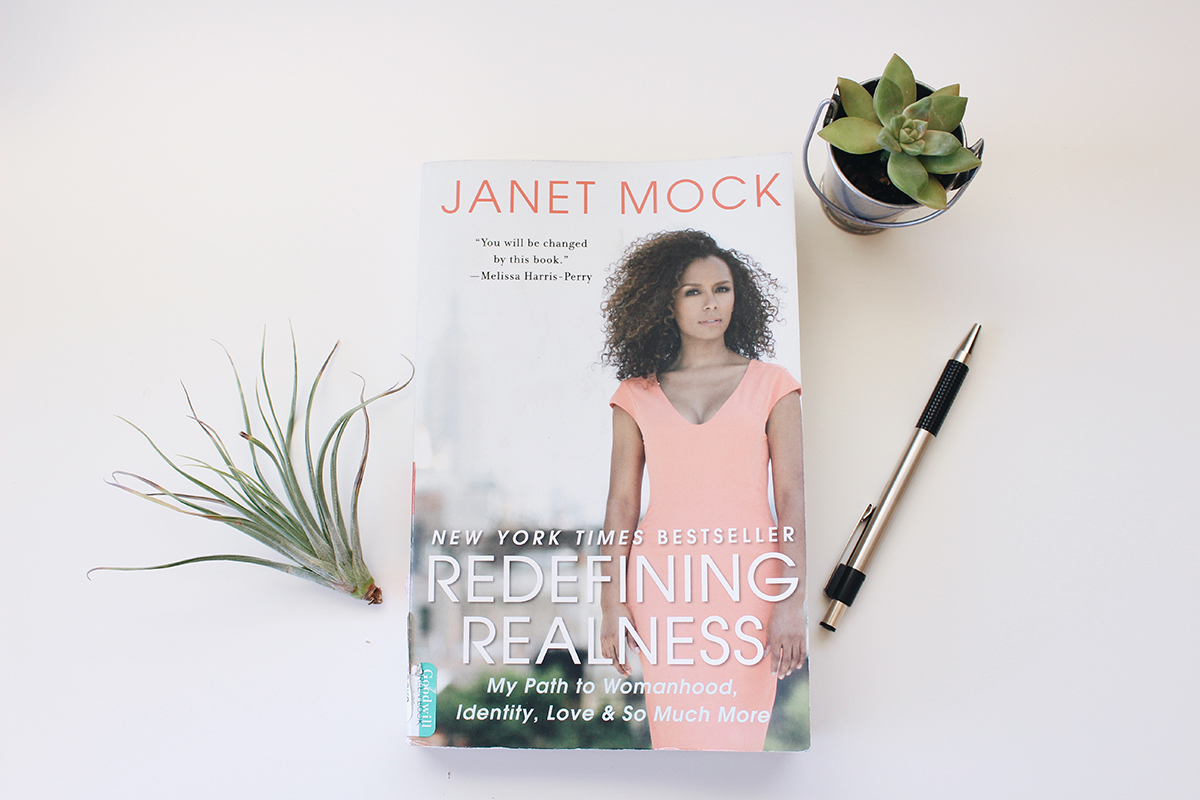 JANET MOCK
“You will be changed
by this book.”
—Melissa Harris-Perry
NEW YORK TIMES BESTSELLER
REDEFINING
REALNESS
My Path to Womanhood,
Identity, Love & So Much More
Goodwill